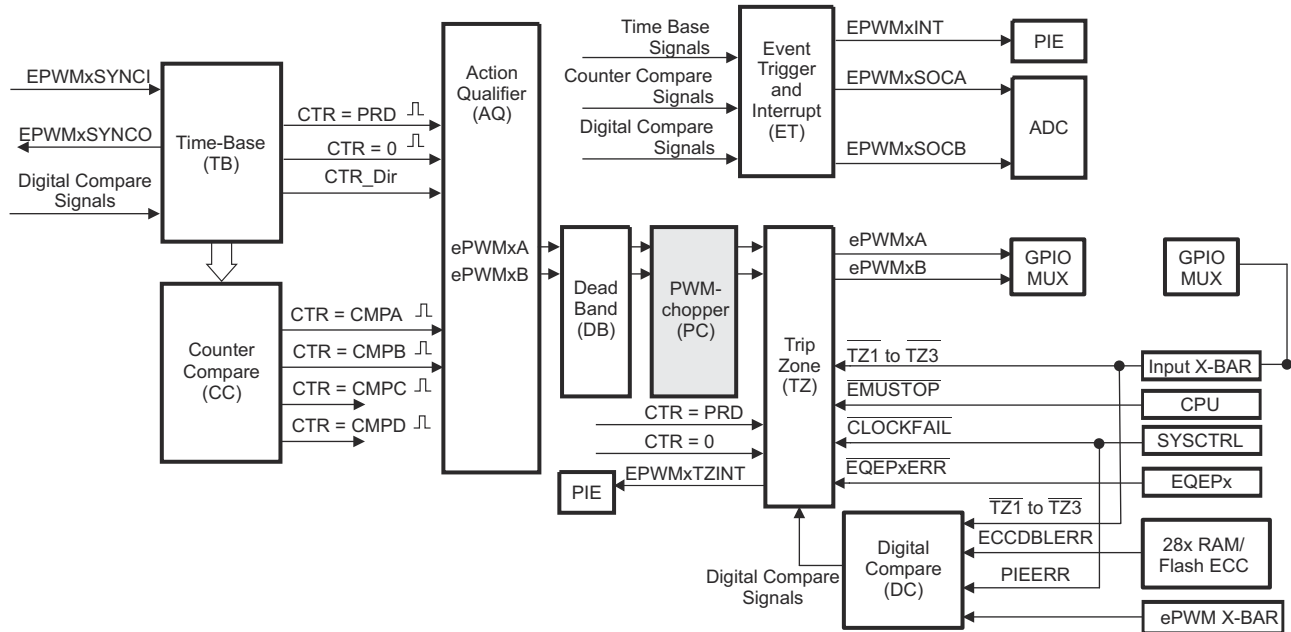 EPWMxSYNCI
EPWMxSYNCO
Digital Compare
Signals
Time-Base
(TB)
CTR = PRD
CTR = 0
CTR_Dir
Counter
Compare
(CC)
CTR = CMPA
CTR = CMPB
CTR = CMPC
CTR = CMPD
Action
Qualifier
(AQ)
ePWMxA
ePWMxB
Time Base
Signals
Counter Compare
Signals
Digital Compare
Signals
Event
Trigger
and
Interrupt
(ET)
EPWMxINT
EPWMxSOCA
EPWMxSOCB
PIE
ADC
Dead
Band
(DB)
PWM-
chopper
(PC)
Trip
Zone
(TZ)
ePWMxA
ePWMxB
GPIO
MUX
GPIO
MUX
TZ1 to TZ3
Input X-BAR
EMUSTOP
CPU
CLOCKFAIL
SYSCTRL
EQEPxERR
EQEPx
CTR = PRD
CTR = 0
EPWMxTZINT
PIE
Digital Compare
Signals
Digital
Compare
(DC)
TZ1 to TZ3
ECCDBLERR
PIEERR
28x RAM/
Flash ECC
ePWM X-BAR